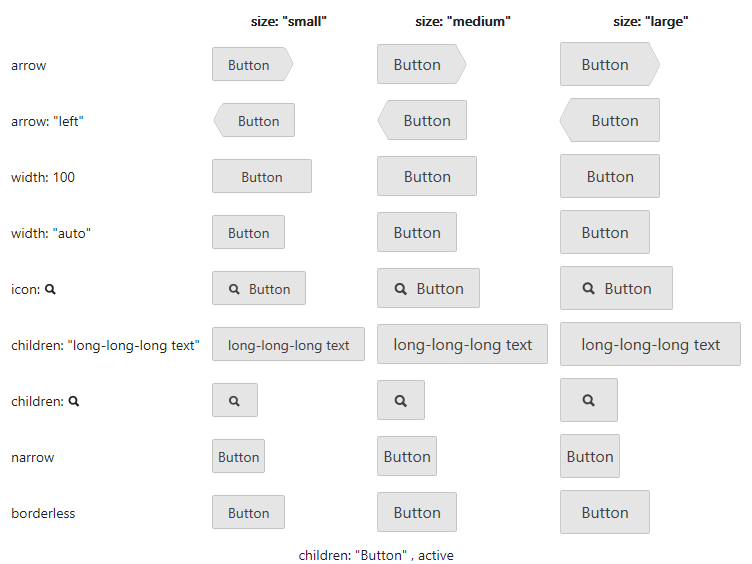 size: "small" size: "medium" size: "large"
arrow Button Button Button
arrow: "left" Button Button Button
width: 100 Button Button Button
width: "auto" Button Button Button
icon: Button Button Button
children: "long-long-long text" long-long-long text long-long-long text long-long-long text
children:
narrow Button Button Button
borderless Button Button Button
children: "Button" , active